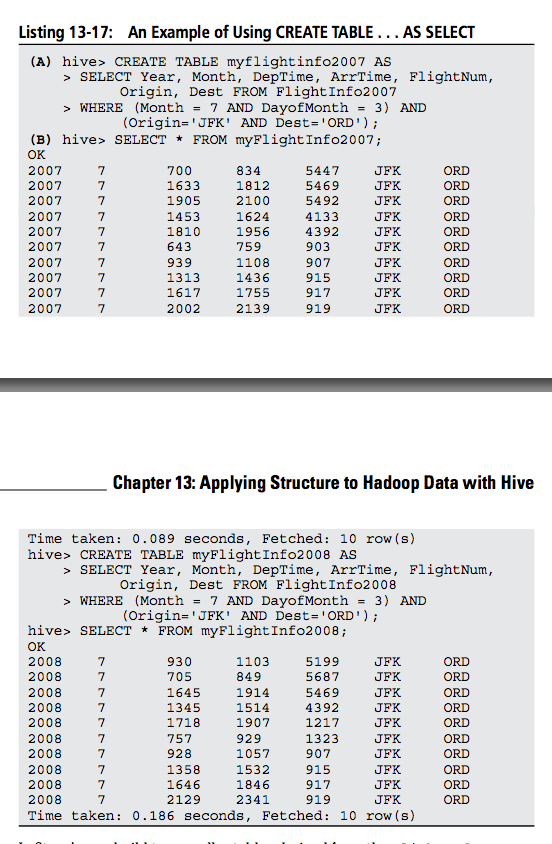 Listing 13-17: An Example of Using CREATE TABLE . . . AS SELECT
(A) hive> CREATE TABLE myflightinfo2007 AS
> SELECT Year, Month, DepTime, ArrTime, FlightNum,
Origin, Dest FROM FlightInfo2007
> WHERE (Month = 7 AND DayofMonth = 3) AND
(Origin='JFK' AND Dest='ORD');
(B) hive> SELECT * FROM myFlightInfo2007;
OK
2007 7 700 834 5447 JFK ORD
2007 7 1633 1812 5469 JFK ORD
2007 7 1905 2100 5492 JFK ORD
2007 7 1453 1624 4133 JFK ORD
2007 7 1810 1956 4392 JFK ORD
2007 7 643 759 903 JFK ORD
2007 7 939 1108 907 JFK ORD
2007 7 1313 1436 915 JFK ORD
2007 7 1617 1755 917 JFK ORD
2007 7 2002 2139 919 JFK ORD
Chapter 13: Applying Structure to Hadoop Data with Hive
Time taken: 0.089 seconds, Fetched: 10 row(s)
hive> CREATE TABLE myFlightInfo2008 AS
> SELECT Year, Month, DepTime, ArrTime, FlightNum,
Origin, Dest FROM FlightInfo2008
> WHERE (Month = 7 AND DayofMonth = 3) AND
(Origin='JFK' AND Dest='ORD');
hive> SELECT * FROM myFlightInfo2008;
OK
2008 7 930 1103 5199 JFK ORD
2008 7 705 849 5687 JFK ORD
2008 7 1645 1914 5469 JFK ORD
2008 7 1345 1514 4392 JFK ORD
2008 7 1718 1907 1217 JFK ORD
2008 7 757 929 1323 JFK ORD
2008 7 928 1057 907 JFK ORD
2008 7 1358 1532 915 JFK ORD
2008 7 1646 1846 917 JFK ORD
2008 7 2129 2341 919 JFK ORD
Time taken: 0.186 seconds, Fetched: 10 row(s)